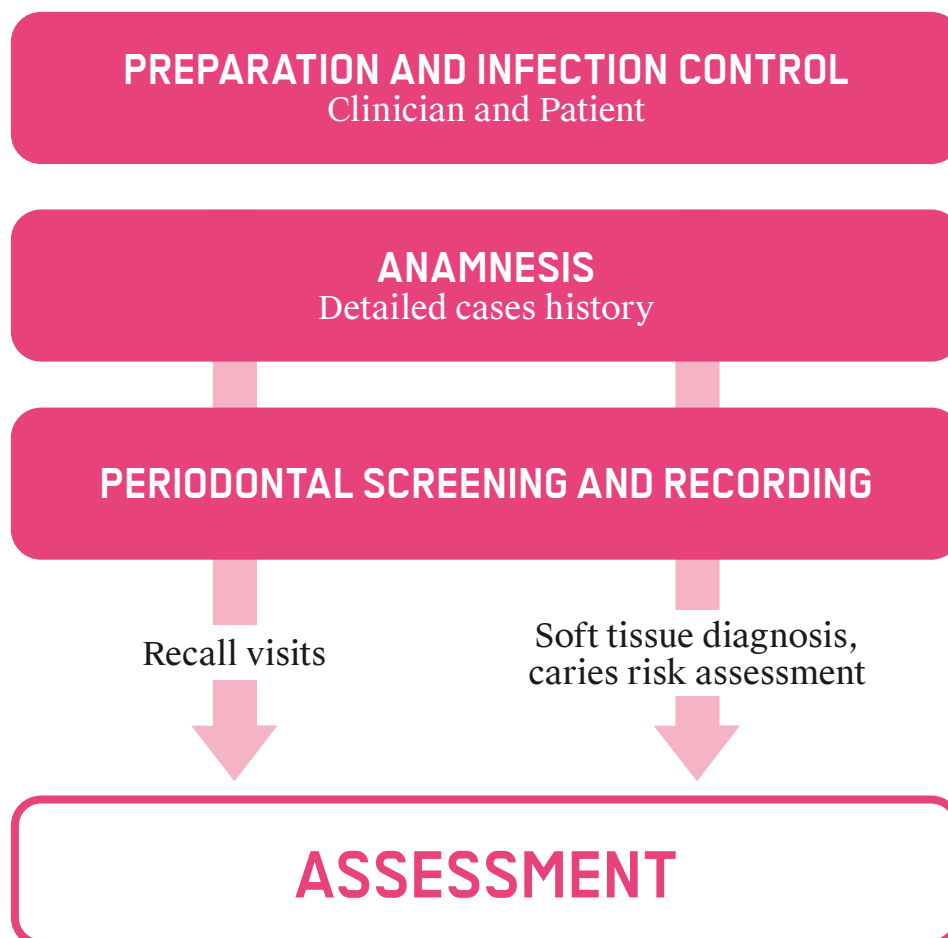 PREPARATION AND INFECTION CONTROL
Clinician and Patient
ANAMNESIS
Detailed cases history
PERIODONTAL SCREENING AND RECORDING
Recall visits
Soft tissue diagnosis,
caries risk assessment
ASSESSMENT